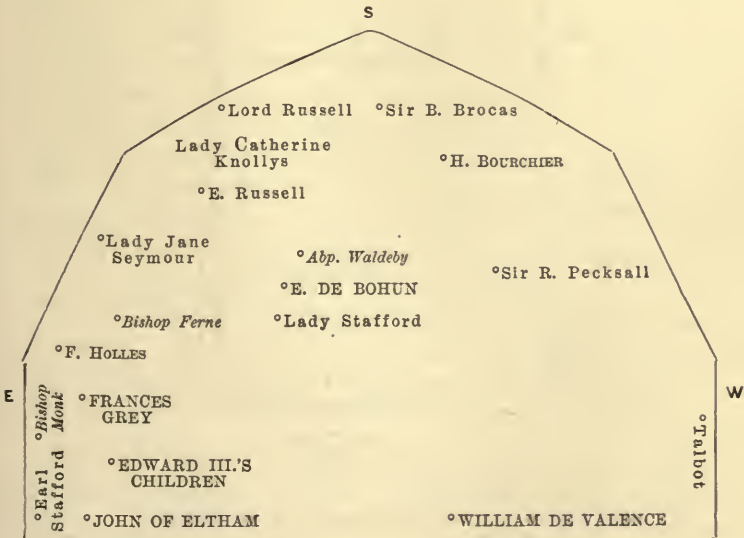 S
°Lord Russell °Sir B. Brocas
Lady Catherine
Knollys
°H. BOURCHIER
°E. Russell
°Lady Jane
Seymour
°Abp. Waldeby
°Sir R. Pecksall
°E. DE BOHUN
°Bishop Ferne °Lady Stafford
°F. HOLLES
E
W
°Bishop
Monk
°FRANCES
GREY
°Talbot
°Earl
Stafford
°EDWARD III.'S
CHILDREN
°JOHN OF ELTHAM °WILLIAM DE VALENCE